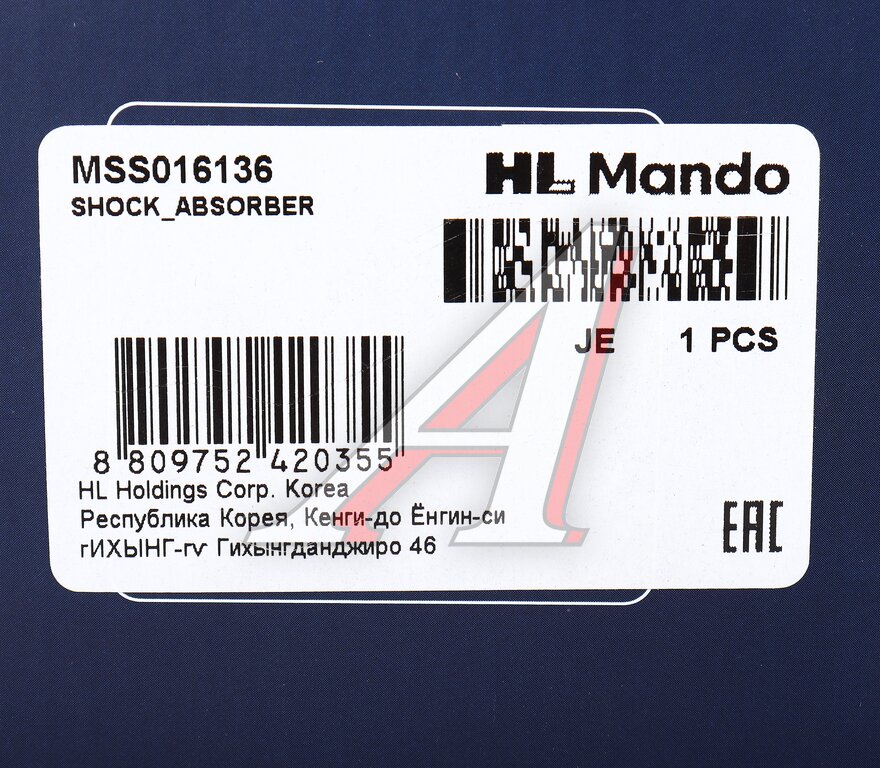 MSS016136
SHOCK_ABSORBER
HL Mando
JE 1 PCS
8 809752 420355
HL Holdings Corp. Korea
Республика Корея, Кенги-до Ёнгин-си
гИХЫНГ-гv Гихынгданджиро 46
EAC